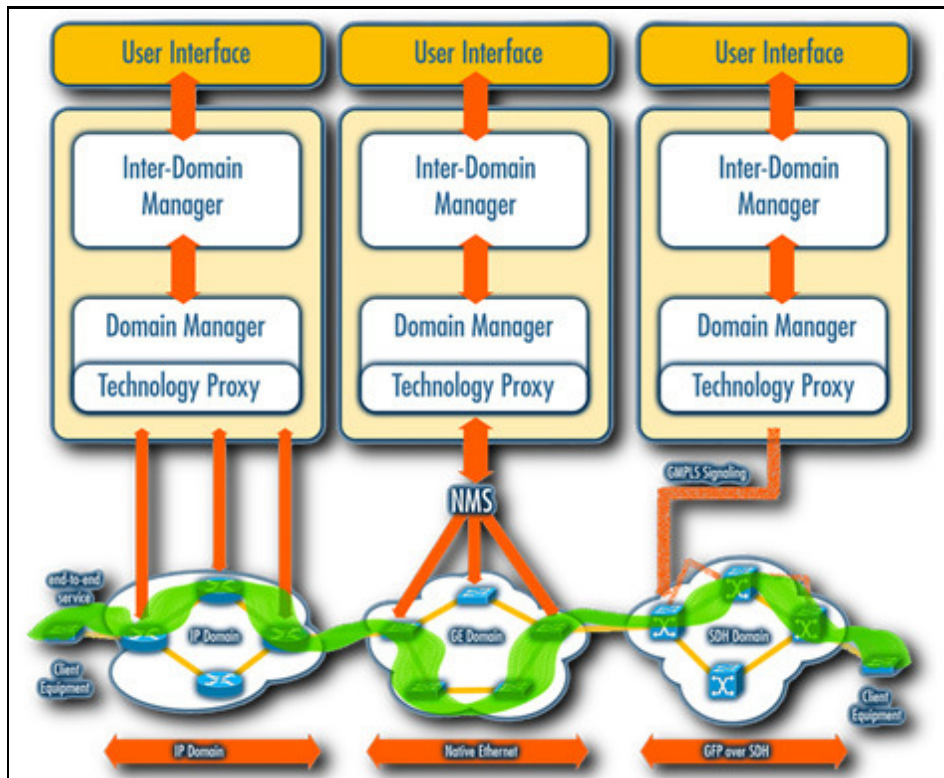 User Interface
User Interface
User Interface
Inter-Domain
Manager
Inter-Domain
Manager
Inter-Domain
Manager
Domain Manager
Technology Proxy
Domain Manager
Technology Proxy
Domain Manager
Technology Proxy
GMPLS Signaling
NMS
end-to-end
service
IP Domain
GE Domain
SDH Domain
Client
Equipment
Client
Equipment
IP Domain
Native Ethernet
GFP over SDH